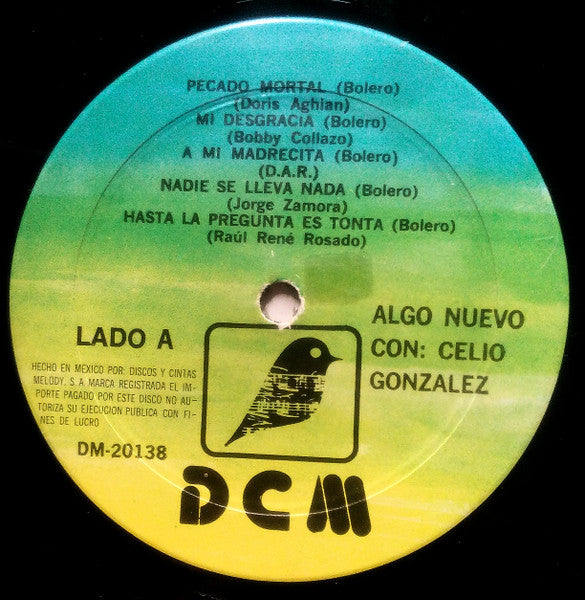 PECADO MORTAL (Bolero)
(Doris Aghian)
MI DESGRACIA (Bolero)
(Bobby Collazo)
A MI MADRECITA (Bolero)
(D.A.R.)
NADIE SE LLEVA NADA (Bolero)
(Jorge Zamora)
HASTA LA PREGUNTA ES TONTA (Bolero)
(Raúl René Rosado)
LADO A
HECHO EN MEXICO POR: DISCOS Y CINTAS
MELODY, S A MARCA REGISTRADA EL IM-
PORTE PAGADO POR ESTE DISCO NO AU-
TORIZA SU EJECUCION PUBLICA CON FI-
NES DE LUCRO
DM-20138
ALGO NUEVO
CON: CELIO
GONZALEZ
DCM